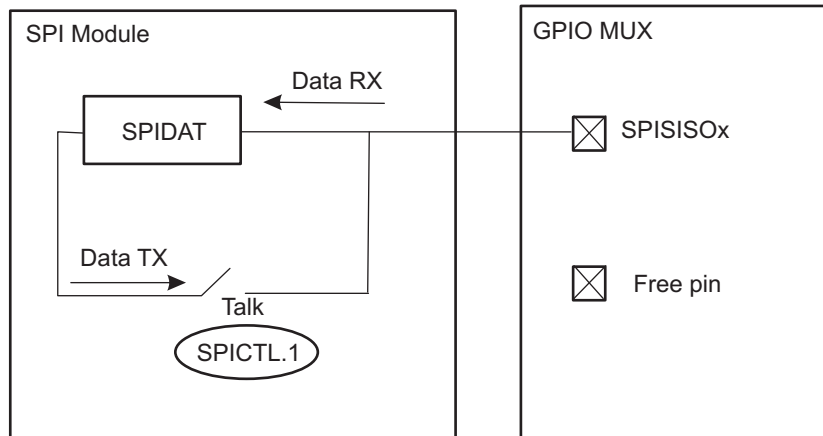 SPI Module
GPIO MUX
Data RX
SPIDAT
SPISISOx
Data TX
Free pin
Talk
SPICTL.1